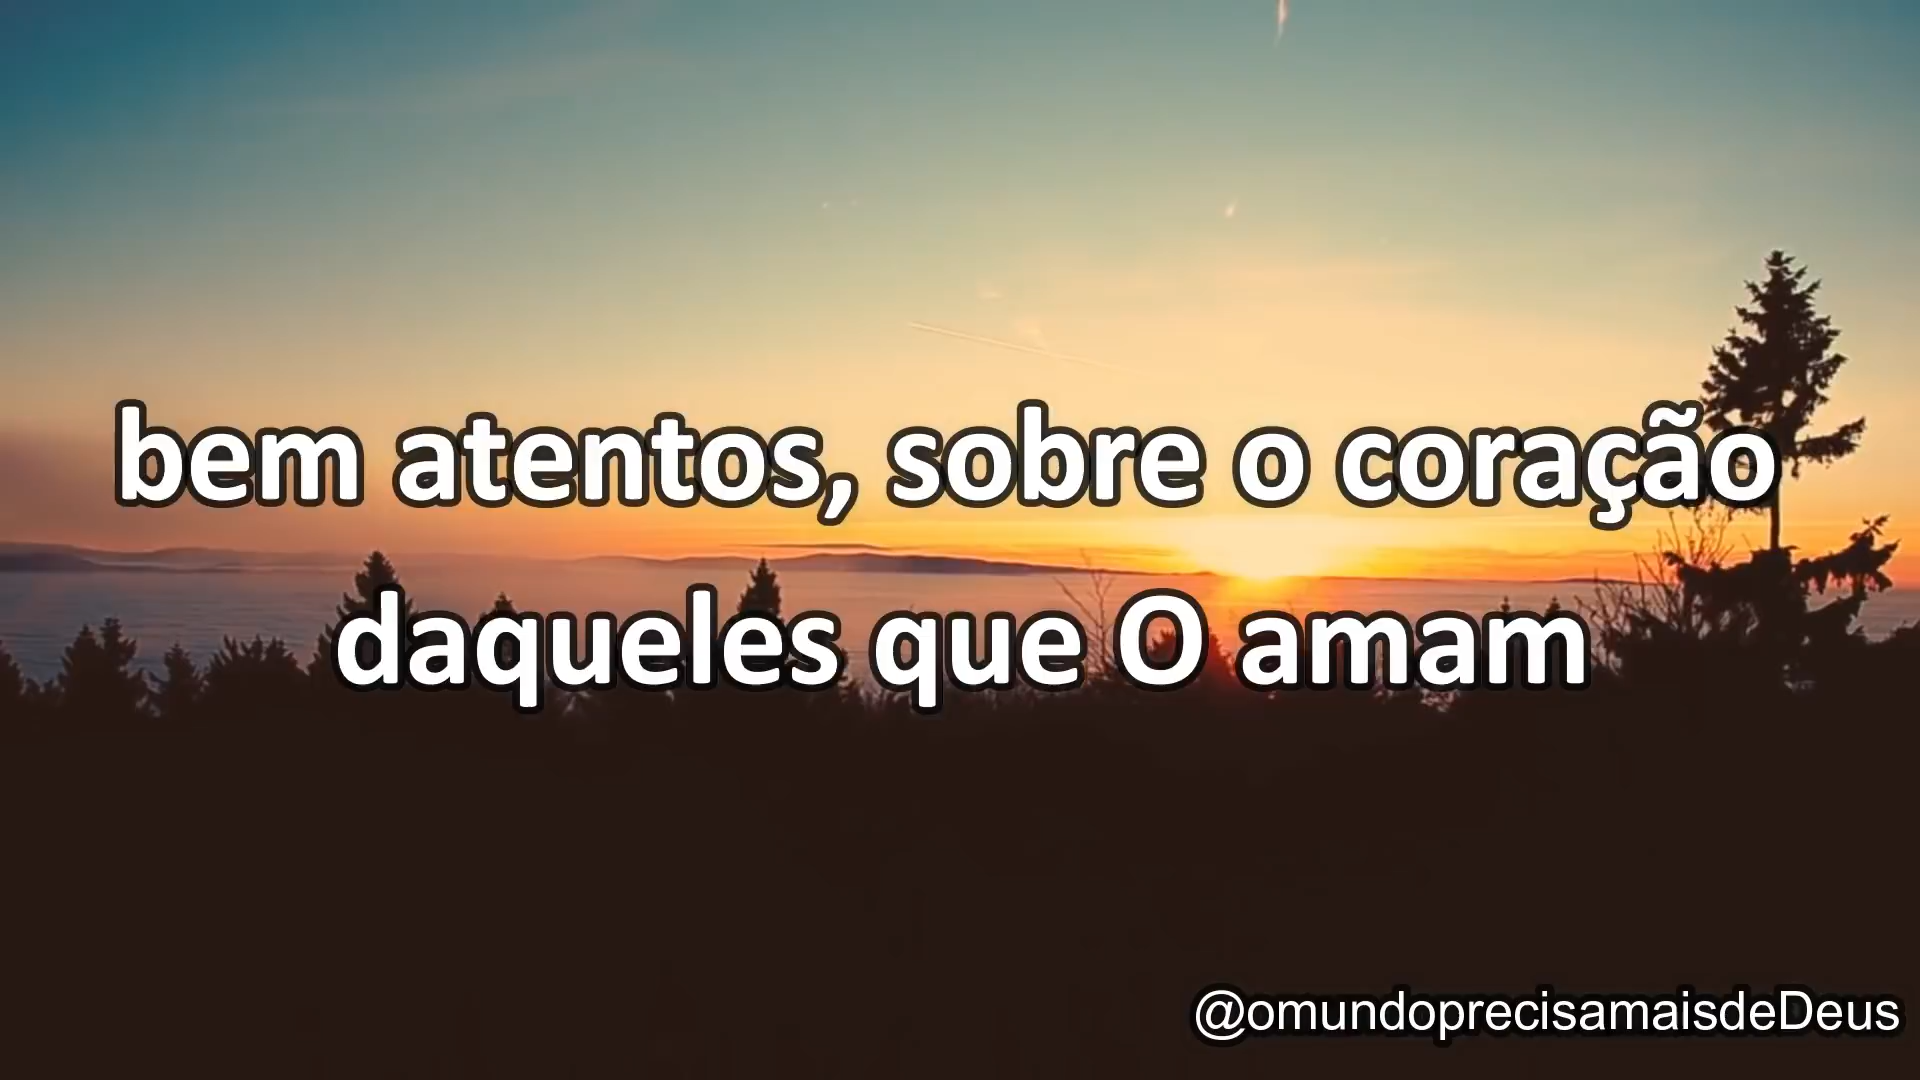 bem atentos, sobre o coração
daqueles que O amam
@omundoprecisamaisdeDeus